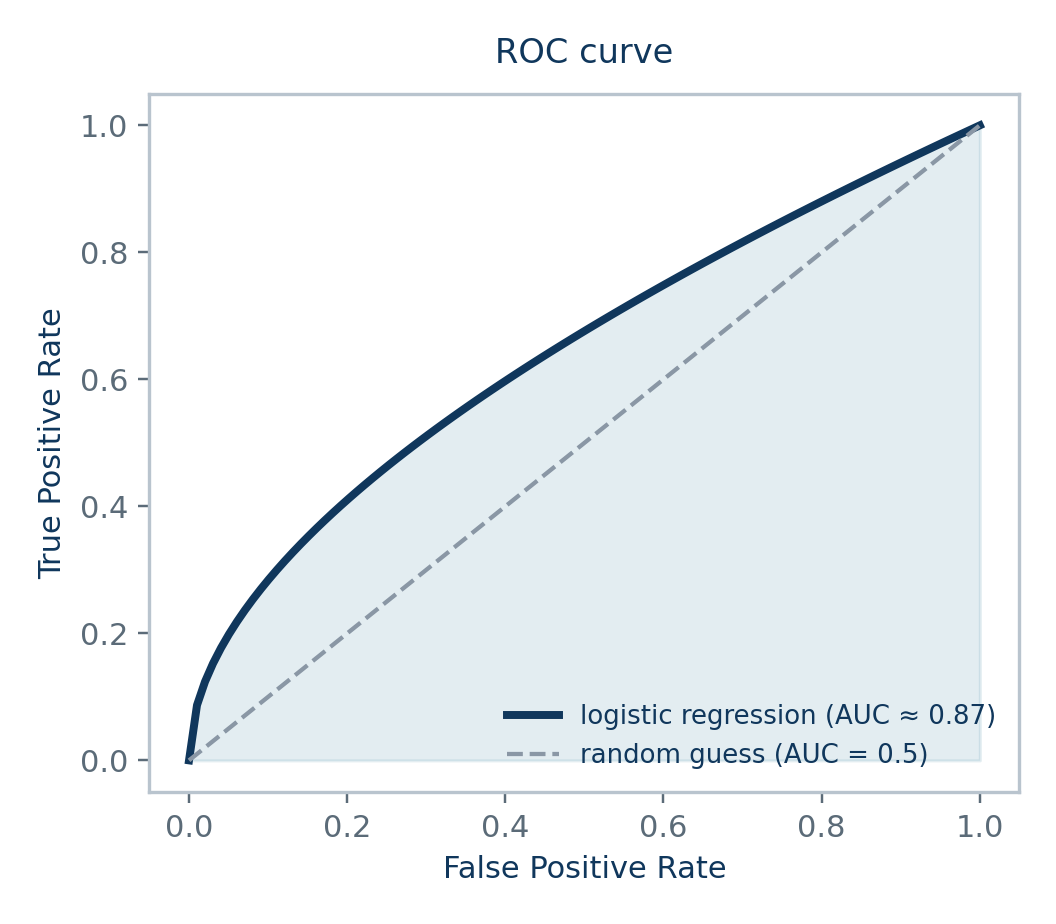 ROC curve
True Positive Rate
1.0
0.8
0.6
0.4
0.2
0.0
logistic regression (AUC ≈ 0.87)
random guess (AUC = 0.5)
0.0 0.2 0.4 0.6 0.8 1.0
False Positive Rate